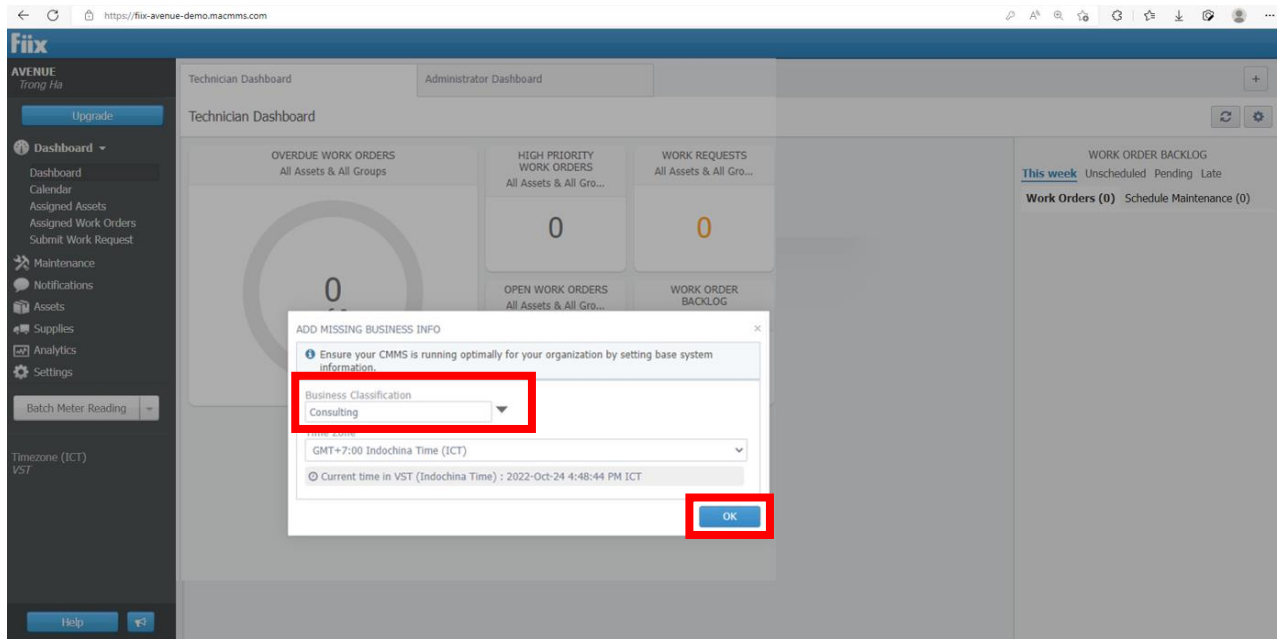 https://fiix-avenue-demo.macmms.com
Fiix
AVENUE
Trong Ha
Upgrade
Dashboard
Dashboard
Calendar
Assigned Assets
Assigned Work Orders
Submit Work Request
Maintenance
Notifications
Assets
Supplies
Analytics
Settings
Batch Meter Reading
Timezone (ICT)
VST
Help
Technician Dashboard
Administrator Dashboard
+
Technician Dashboard
OVERDUE WORK ORDERS
All Assets & All Groups
0
HIGH PRIORITY
WORK ORDERS
All Assets & All Gro...
0
WORK REQUESTS
All Assets & All Gro...
0
OPEN WORK ORDERS
All Assets & All Gro...
WORK ORDER
BACKLOG
WORK ORDER BACKLOG
This week Unscheduled Pending Late
Work Orders (0) Schedule Maintenance (0)
ADD MISSING BUSINESS INFO
Ensure your CMMS is running optimally for your organization by setting base system
information.
Business Classification
Consulting
Time Zone
GMT+7:00 Indochina Time (ICT)
Current time in VST (Indochina Time) : 2022-Oct-24 4:48:44 PM ICT
OK